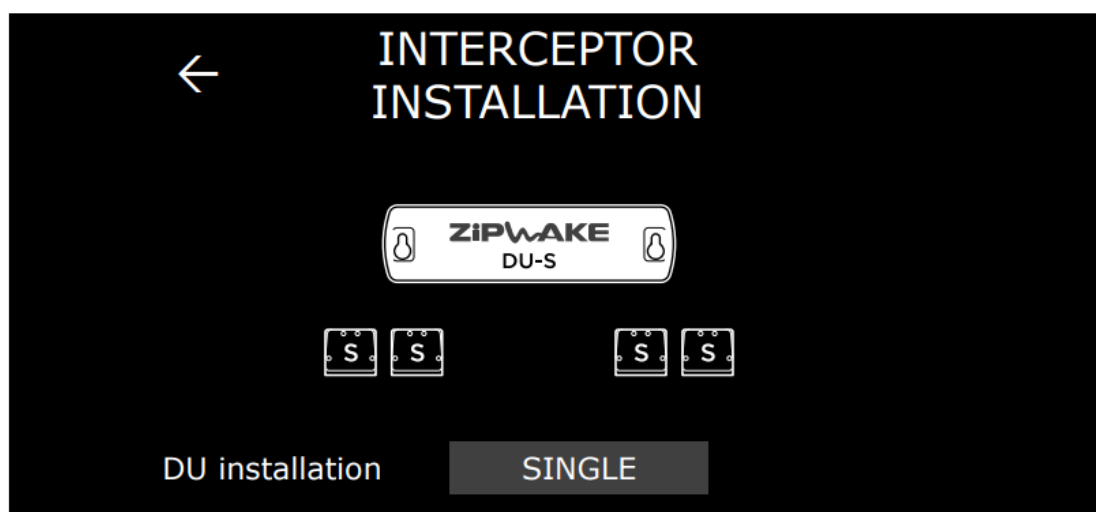 INTERCEPTOR
INSTALLATION
ZIPWAKE
DU-S
S S S S
DU installation SINGLE